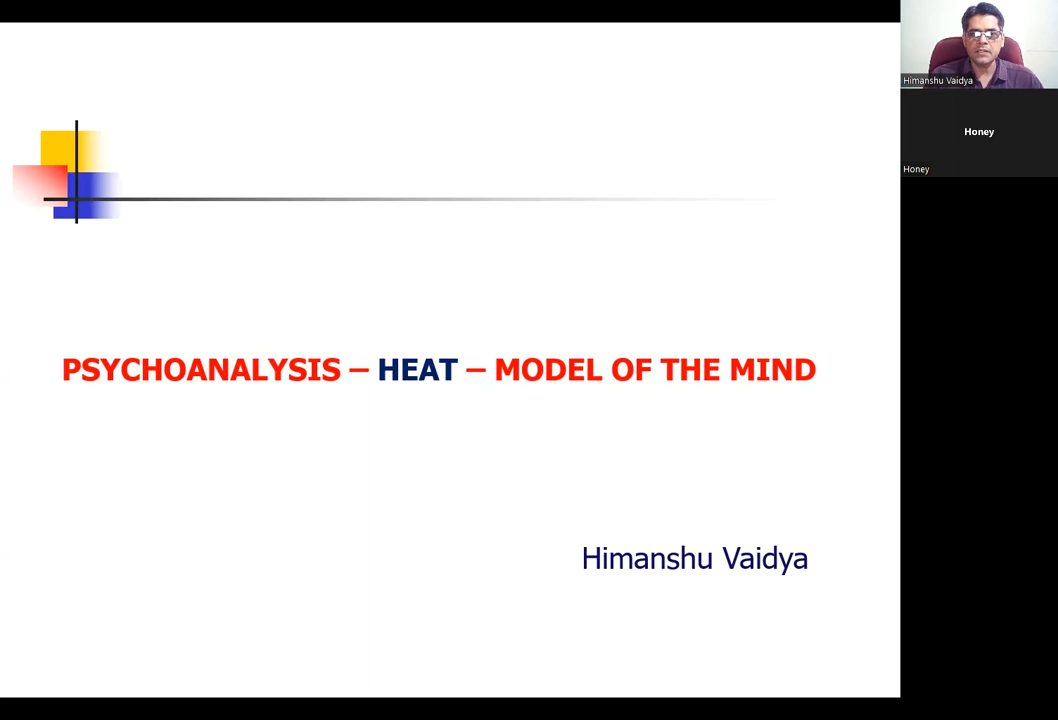 PSYCHOANALYSIS – HEAT – MODEL OF THE MIND
Himanshu Vaidya
Himanshu Vaidya
Honey
Honey